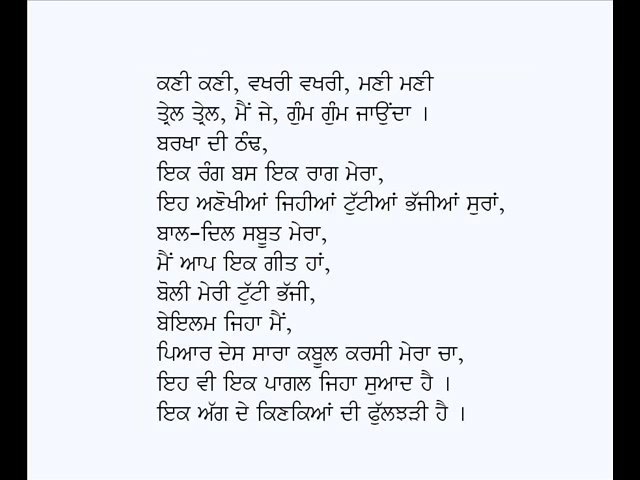 ਕਣੀ ਕਣੀ, ਵਖਰੀ ਵਖਰੀ, ਮਣੀ ਮਣੀ
ਤ੍ਰੇਲ ਤ੍ਰੇਲ, ਮੈਂ ਜੇ, ਗੁੰਮ ਗੁੰਮ ਜਾਉਂਦਾ ।
ਬਰਖਾ ਦੀ ਠੰਢ,
ਇਕ ਰੰਗ ਬਸ ਇਕ ਰਾਗ ਮੇਰਾ,
ਇਹ ਅਣੋਖੀਆਂ ਜਿਹੀਆਂ ਟੁੱਟੀਆਂ ਭੱਜੀਆਂ ਸੁਰਾਂ,
ਬਾਲ-ਦਿਲ ਸਬੂਤ ਮੇਰਾ,
ਮੈਂ ਆਪ ਇਕ ਗੀਤ ਹਾਂ,
ਬੋਲੀ ਮੇਰੀ ਟੁੱਟੀ ਭੱਜੀ,
ਬੇਇਲਮ ਜਿਹਾ ਮੈਂ,
ਪਿਆਰ ਦੇਸ ਸਾਰਾ ਕਬੂਲ ਕਰਸੀ ਮੇਰਾ ਚਾ,
ਇਹ ਵੀ ਇਕ ਪਾਗਲ ਜਿਹਾ ਸੁਆਦ ਹੈ ।
ਇਕ ਅੱਗ ਦੇ ਕਿਣਕਿਆਂ ਦੀ ਫੁੱਲਝੜੀ ਹੈ ।